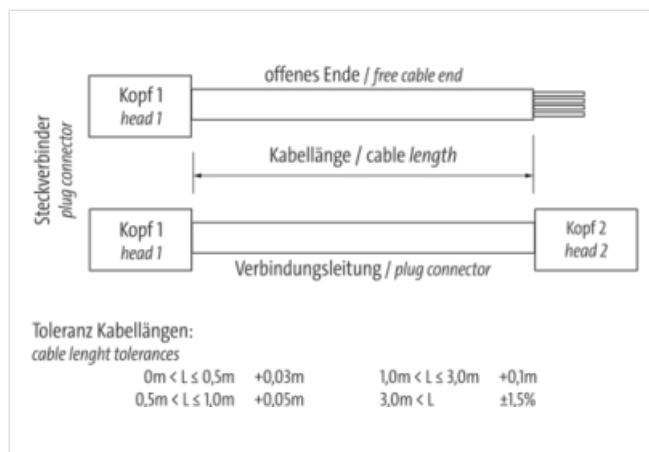 offenes Ende / free cable end
Kopf 1
head 1
Steckverbinder
plug connector
Kabellänge / cable length
Kopf 1
head 1
Kopf 2
head 2
Verbindungsleitung / plug connector
Toleranz Kabellängen:
cable lenght tolerances
0m < L ≤ 0,5m +0,03m 1,0m < L ≤ 3,0m +0,1m
0,5m < L ≤ 1,0m +0,05m 3,0m < L ±1,5%